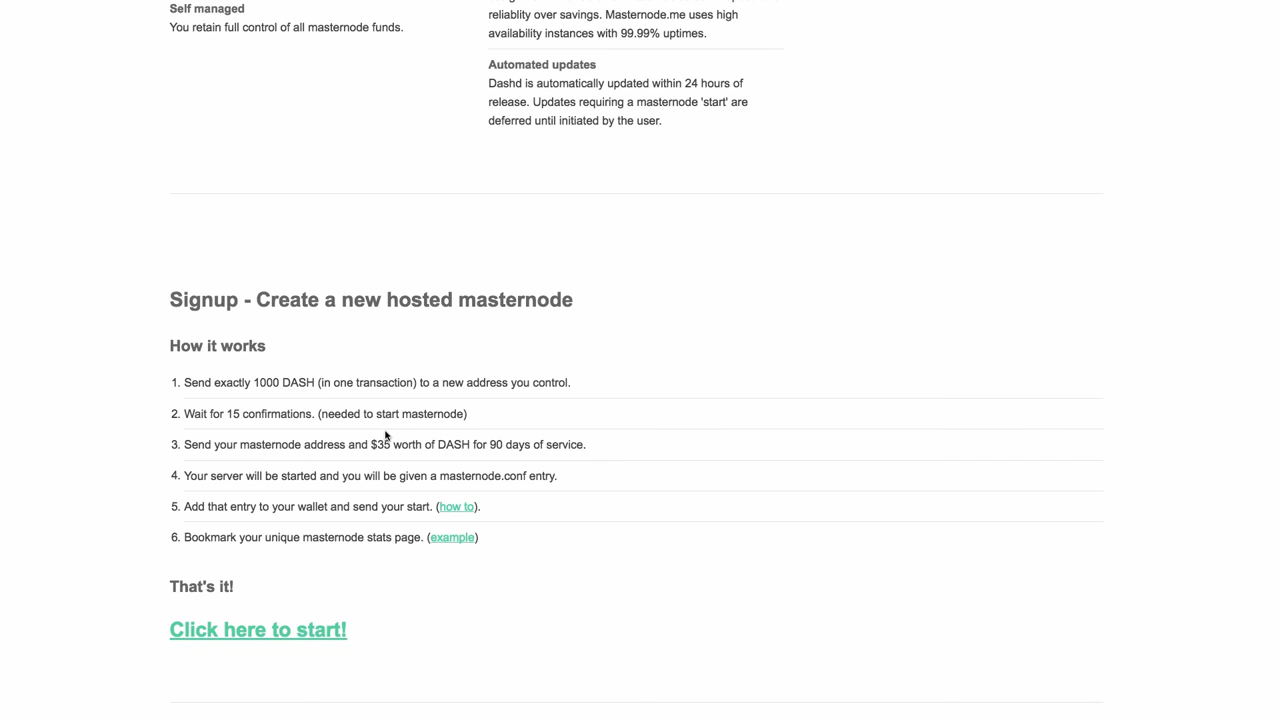 Self managed
You retain full control of all masternode funds.
reliablity over savings. Masternode.me uses high
availability instances with 99.99% uptimes.
Automated updates
Dashd is automatically updated within 24 hours of
release. Updates requiring a masternode 'start' are
deferred until initiated by the user.
Signup - Create a new hosted masternode
How it works
1. Send exactly 1000 DASH (in one transaction) to a new address you control.
2. Wait for 15 confirmations. (needed to start masternode)
3. Send your masternode address and $35 worth of DASH for 90 days of service.
4. Your server will be started and you will be given a masternode.conf entry.
5. Add that entry to your wallet and send your start. (how to).
6. Bookmark your unique masternode stats page. (example)
That's it!
Click here to start!